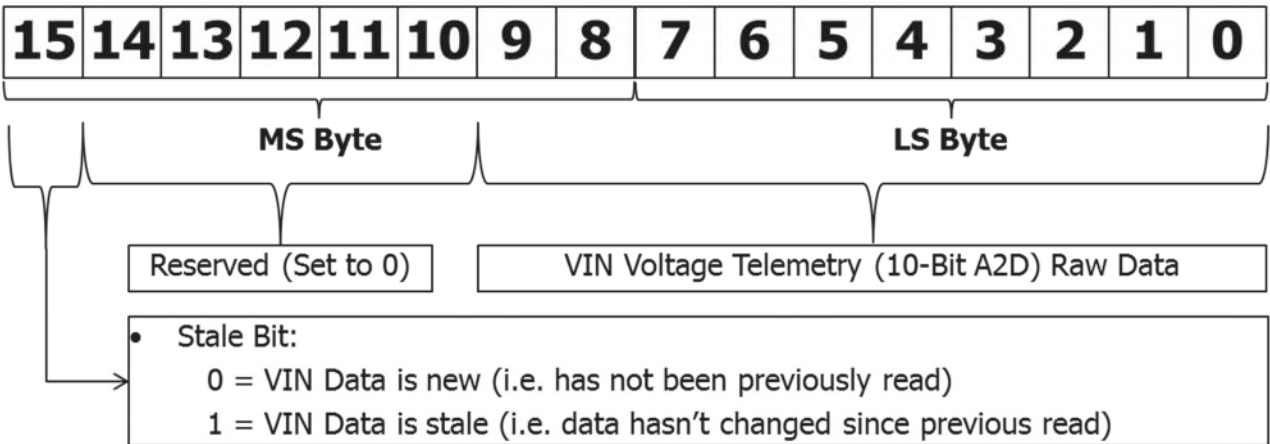 15 14 13 12 11 10 9 8 7 6 5 4 3 2 1 0
MS Byte LS Byte
Reserved (Set to 0) VIN Voltage Telemetry (10-Bit A2D) Raw Data
• Stale Bit:
0 = VIN Data is new (i.e. has not been previously read)
1 = VIN Data is stale (i.e. data hasn’t changed since previous read)